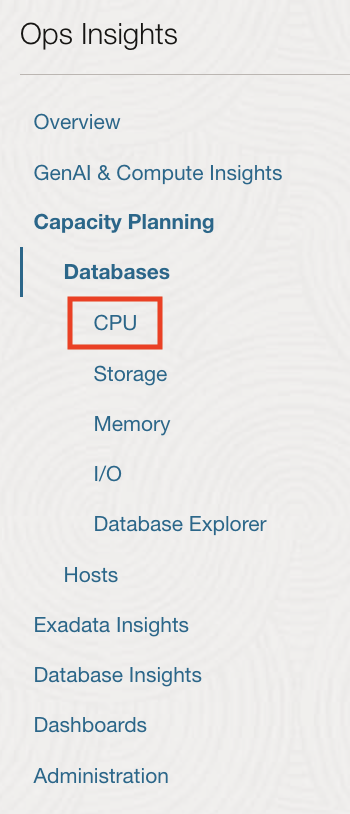 Ops Insights
Overview
GenAI & Compute Insights
Capacity Planning
Databases
CPU
Storage
Memory
I/O
Database Explorer
Hosts
Exadata Insights
Database Insights
Dashboards
Administration